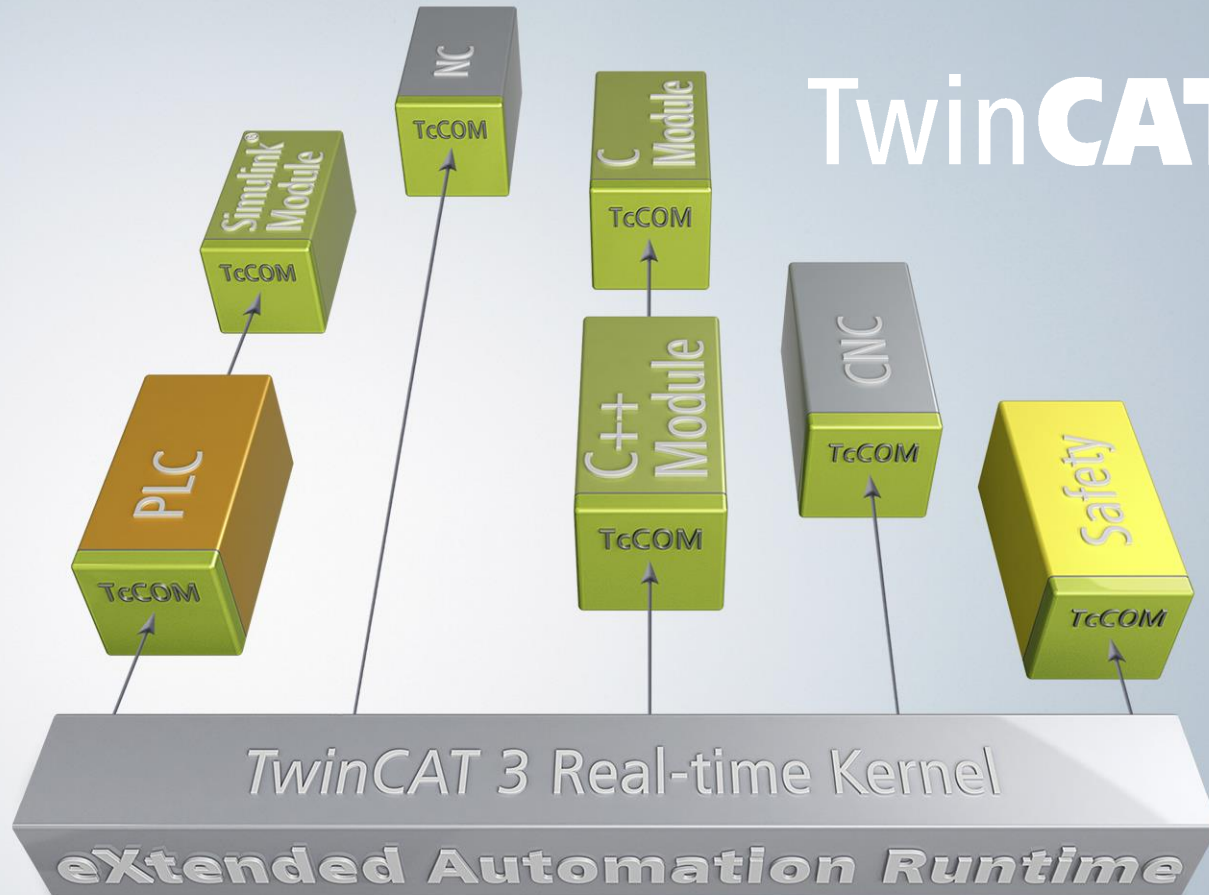 NC
TcCOM
TwinCAT
Simulink®
Module
TcCOM
C
Module
TcCOM
PLC
TcCOM
C++
Module
TcCOM
CNC
TcCOM
Safety
TcCOM
TwinCAT 3 Real-time Kernel
eXtended Automation Runtime